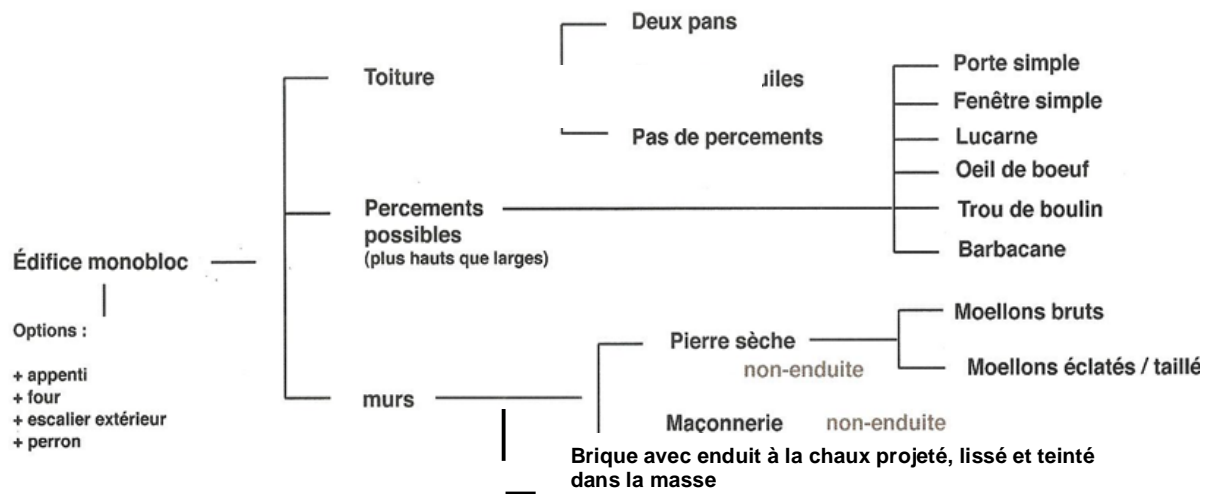 Édifice monobloc
Options :
+ appenti
+ four
+ escalier extérieur
+ perron
Toiture
Deux pans
Pas de percements
Percements
possibles
(plus hauts que larges)
Porte simple
Fenêtre simple
Lucarne
Oeil de boeuf
Trou de boulin
Barbacane
murs
Pierre sèche
non-enduite
Moellons bruts
Moellons éclatés / taillé
Maçonnerie non-enduite
Brique avec enduit à la chaux projeté, lissé et teinté
dans la masse